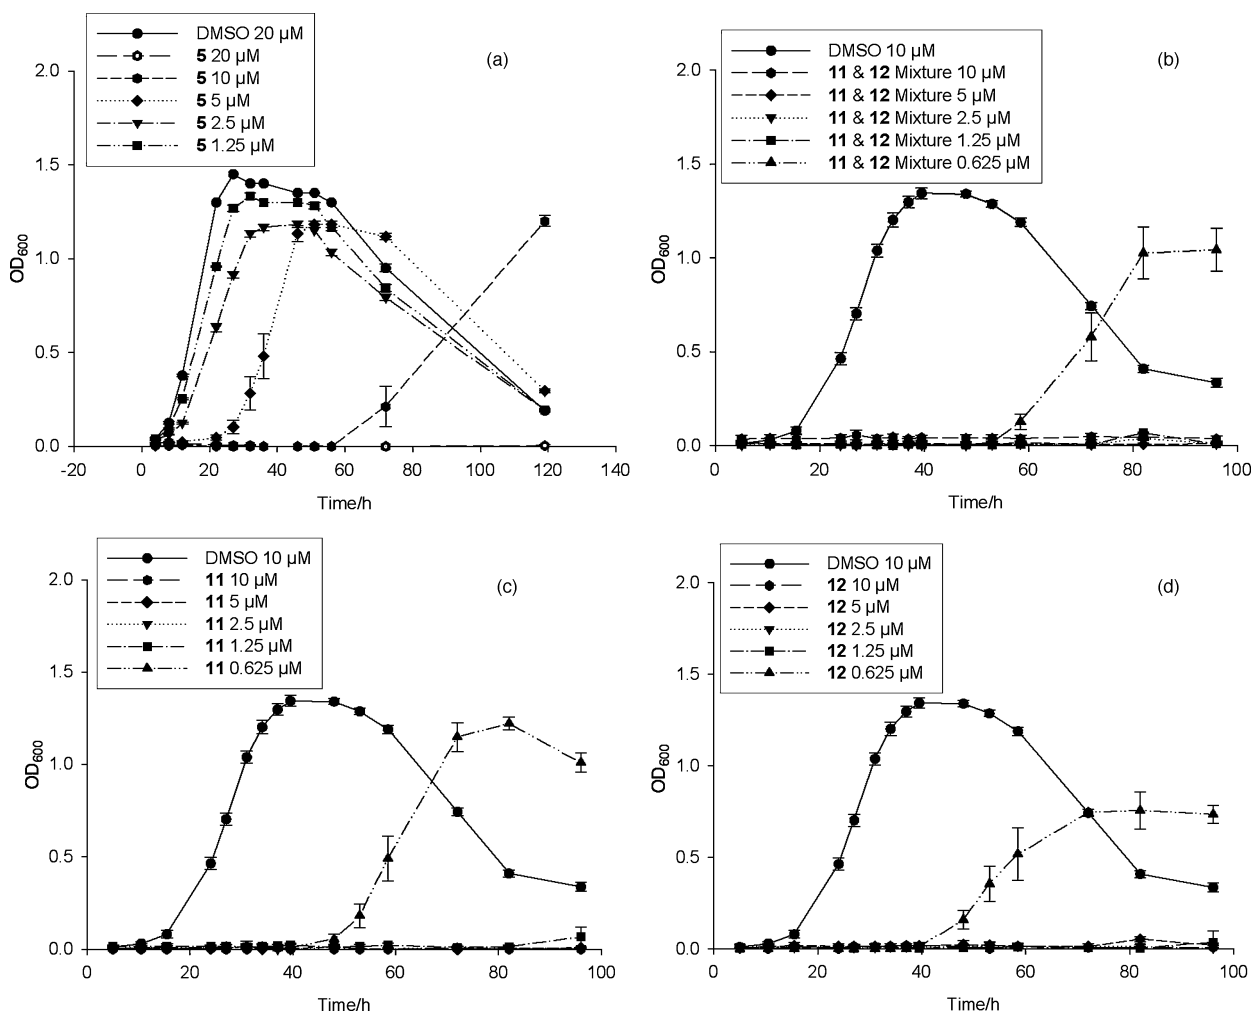 DMSO 20 µM
5 20 µM
5 10 µM
5 5 µM
5 2.5 µM
5 1.25 µM
(a)
2.0
1.5
1.0
0.5
0.0
OD600
-20 0 20 40 60 80 100 120 140
Time/h
DMSO 10 µM
11 & 12 Mixture 10 µM
11 & 12 Mixture 5 µM
11 & 12 Mixture 2.5 µM
11 & 12 Mixture 1.25 µM
11 & 12 Mixture 0.625 µM
(b)
2.0
1.5
1.0
0.5
0.0
OD600
0 20 40 60 80 100
Time/h
DMSO 10 µM
11 10 µM
11 5 µM
11 2.5 µM
11 1.25 µM
11 0.625 µM
(c)
2.0
1.5
1.0
0.5
0.0
OD600
0 20 40 60 80 100
Time/h
DMSO 10 µM
12 10 µM
12 5 µM
12 2.5 µM
12 1.25 µM
12 0.625 µM
(d)
2.0
1.5
1.0
0.5
0.0
OD600
0 20 40 60 80 100
Time/h